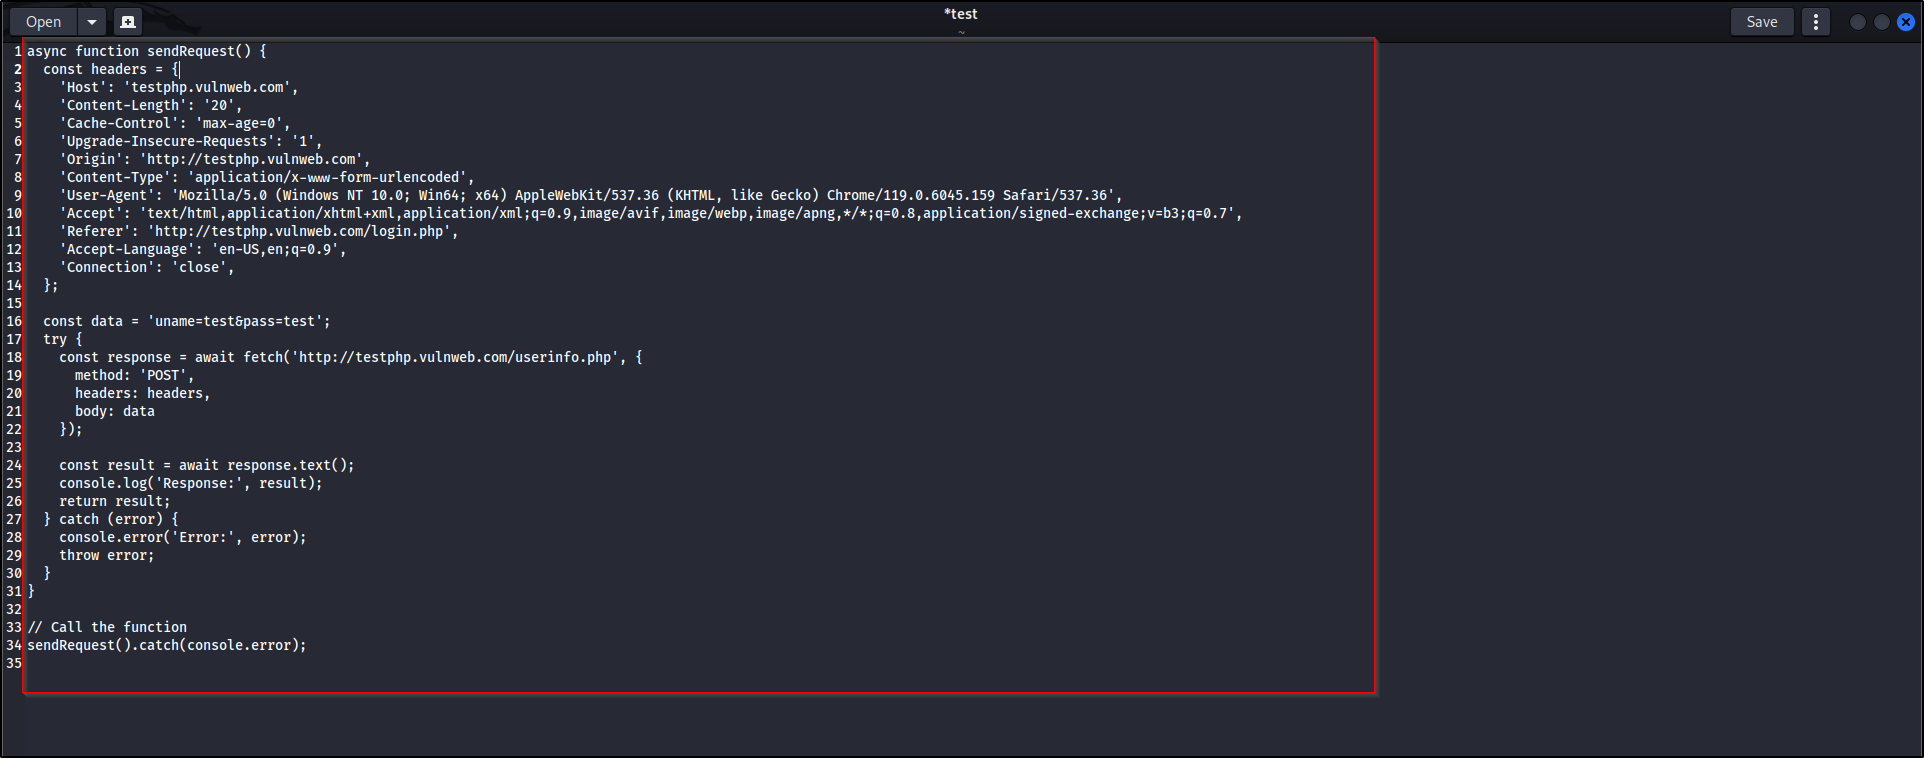 Open
*test
~
Save
1 async function sendRequest() {
2   const headers = {
3     'Host': 'testphp.vulnweb.com',
4     'Content-Length': '20',
5     'Cache-Control': 'max-age=0',
6     'Upgrade-Insecure-Requests': '1',
7     'Origin': 'http://testphp.vulnweb.com',
8     'Content-Type': 'application/x-www-form-urlencoded',
9     'User-Agent': 'Mozilla/5.0 (Windows NT 10.0; Win64; x64) AppleWebKit/537.36 (KHTML, like Gecko) Chrome/119.0.6045.159 Safari/537.36',
10     'Accept': 'text/html,application/xhtml+xml,application/xml;q=0.9,image/avif,image/webp,image/apng,*/*;q=0.8,application/signed-exchange;v=b3;q=0.7',
11     'Referer': 'http://testphp.vulnweb.com/login.php',
12     'Accept-Language': 'en-US,en;q=0.9',
13     'Connection': 'close',
14   };
15
16   const data = 'uname=test&pass=test';
17   try {
18     const response = await fetch('http://testphp.vulnweb.com/userinfo.php', {
19       method: 'POST',
20       headers: headers,
21       body: data
22     });
23
24     const result = await response.text();
25     console.log('Response:', result);
26     return result;
27   } catch (error) {
28     console.error('Error:', error);
29     throw error;
30   }
31 }
32
33 // Call the function
34 sendRequest().catch(console.error);
35